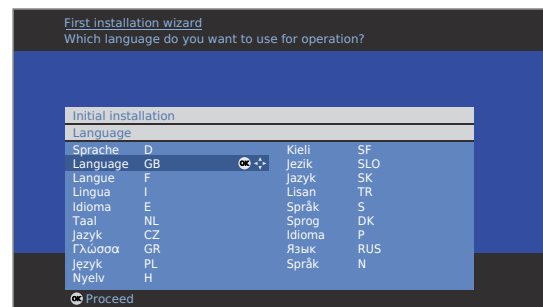 First installation wizard
Which language do you want to use for operation?
Initial installation
Language
Sprache D
Language GB OK
Langue F
Lingua I
Idioma E
Taal NL
Jazyk CZ
Γλώσσα GR
Język PL
Nyelv H
Kieli SF
Jezik SLO
Jazyk SK
Lisan TR
Språk S
Sprog DK
Idioma P
Язык RUS
Språk N
OK Proceed